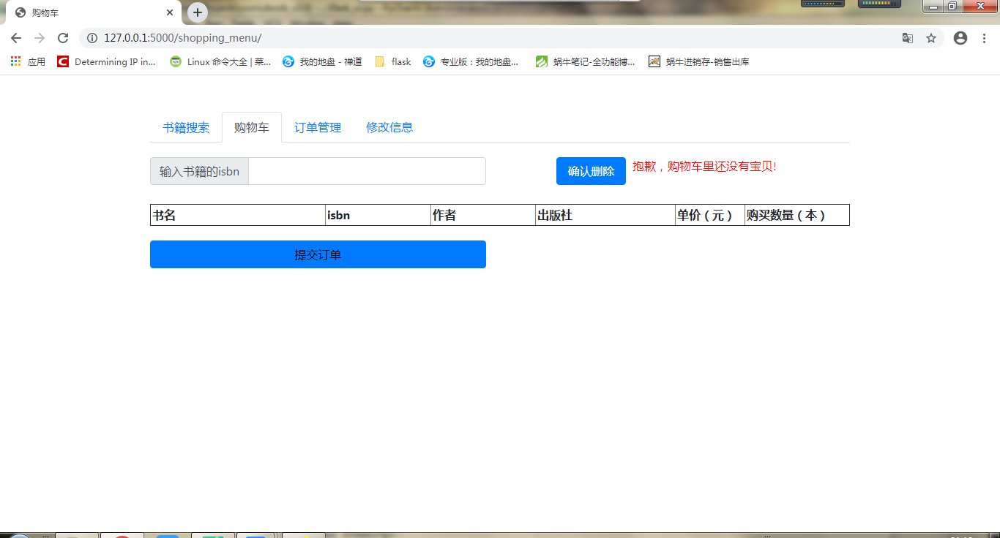 购物车
127.0.0.1:5000/shopping_menu/
应用 Determining IP in... Linux 命令大全 | 菜... 我的地盘 - 禅道 flask 专业版：我的地盘... 蜗牛笔记-全功能博... 蜗牛进销存-销售出库
书籍搜索 购物车 订单管理 修改信息
输入书籍的isbn 确认删除 抱歉，购物车里还没有宝贝!
书名 isbn 作者 出版社 单价（元） 购买数量（本）
提交订单